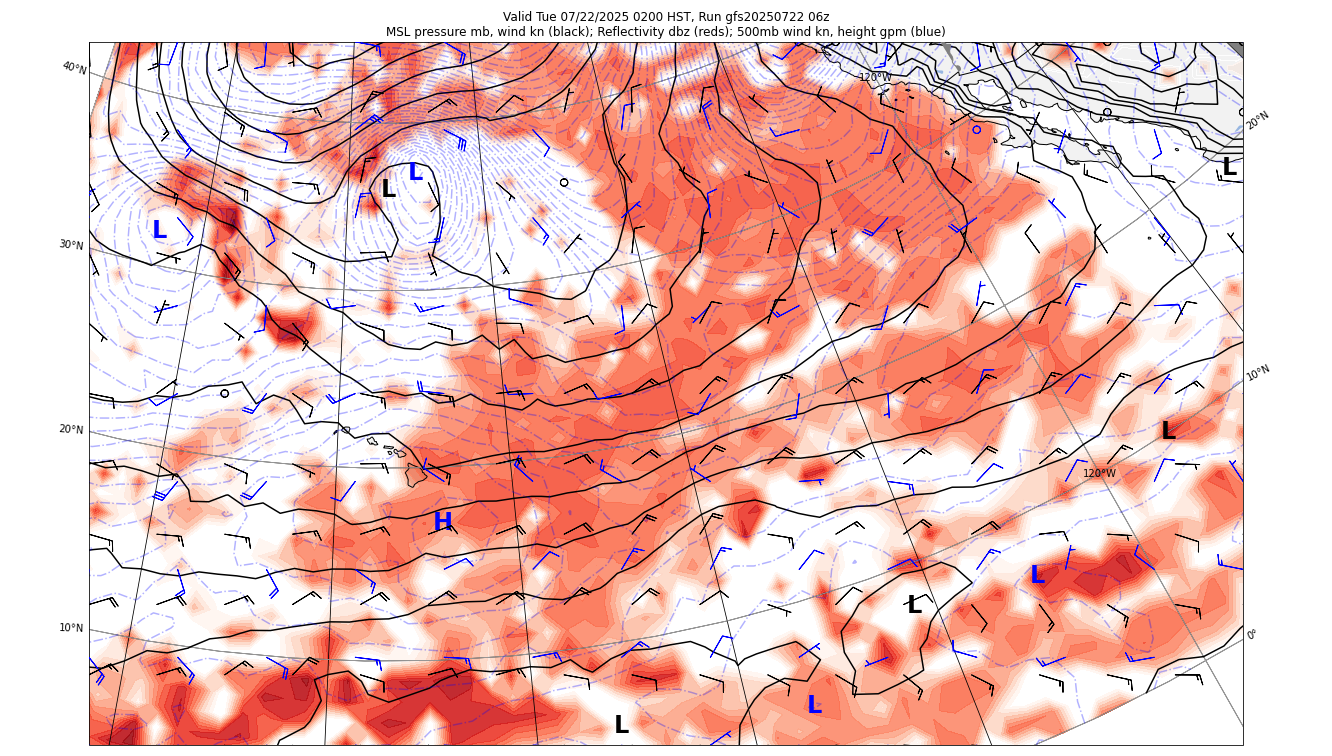 Valid Tue 07/22/2025 0200 HST, Run gfs20250722 06z
MSL pressure mb, wind kn (black); Reflectivity dbz (reds); 500mb wind kn, height gpm (blue)
40°N
120°W
20°N
L
L
L
L
30°N
10°N
20°N
L
120°W
H
L
L
10°N
0°
L
L